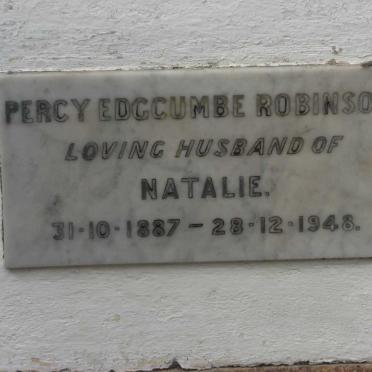 PERCY EDGCUMBE ROBINSO
LOVING HUSBAND OF
NATALIE.
31·10·1887 – 28·12·1948.